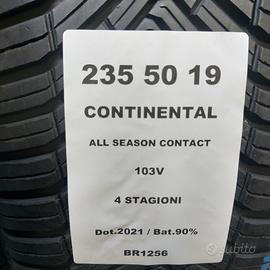 235 50 19
CONTINENTAL
ALL SEASON CONTACT
103V
4 STAGIONI
Dot.2021 / Bat.90%
BR1256
subito